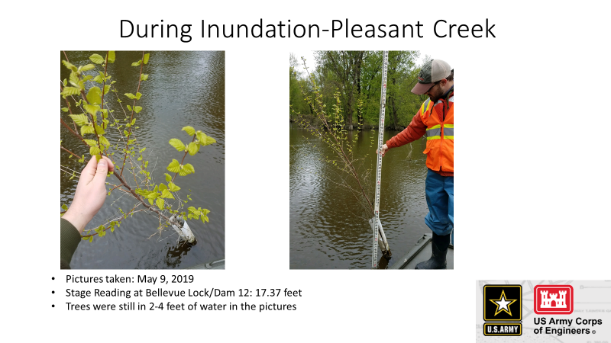 During Inundation-Pleasant Creek
• Pictures taken: May 9, 2019
• Stage Reading at Bellevue Lock/Dam 12: 17.37 feet
• Trees were still in 2-4 feet of water in the pictures
U.S.ARMY
US Army Corps
of Engineers®